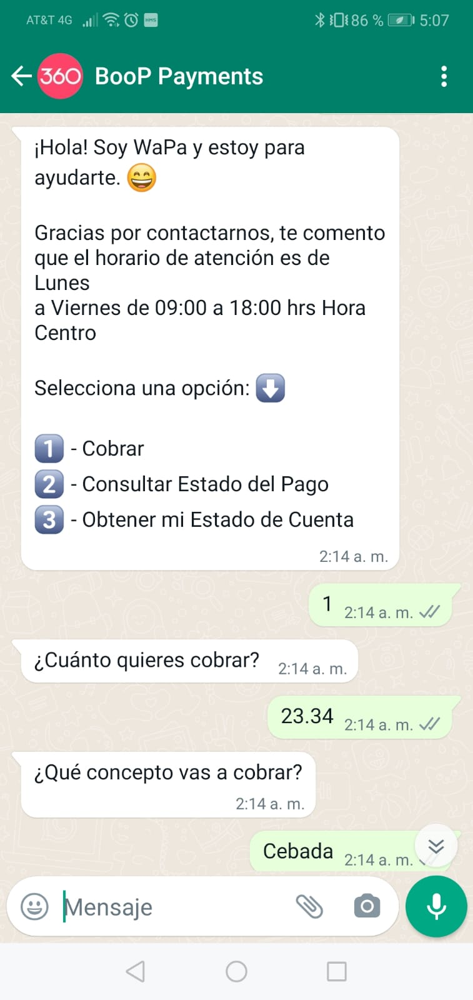 AT&T 4G HMS 86 % 5:07
360 BooP Payments
¡Hola! Soy WaPa y estoy para
ayudarte. 😄
Gracias por contactarnos, te comento
que el horario de atención es de
Lunes
a Viernes de 09:00 a 18:00 hrs Hora
Centro
Selecciona una opción: ⬇️
1️⃣ - Cobrar
2️⃣ - Consultar Estado del Pago
3️⃣ - Obtener mi Estado de Cuenta
2:14 a. m.
1 2:14 a. m.
¿Cuánto quieres cobrar? 2:14 a. m.
23.34 2:14 a. m.
¿Qué concepto vas a cobrar?
2:14 a. m.
Cebada 2:14 a. m.
Mensaje